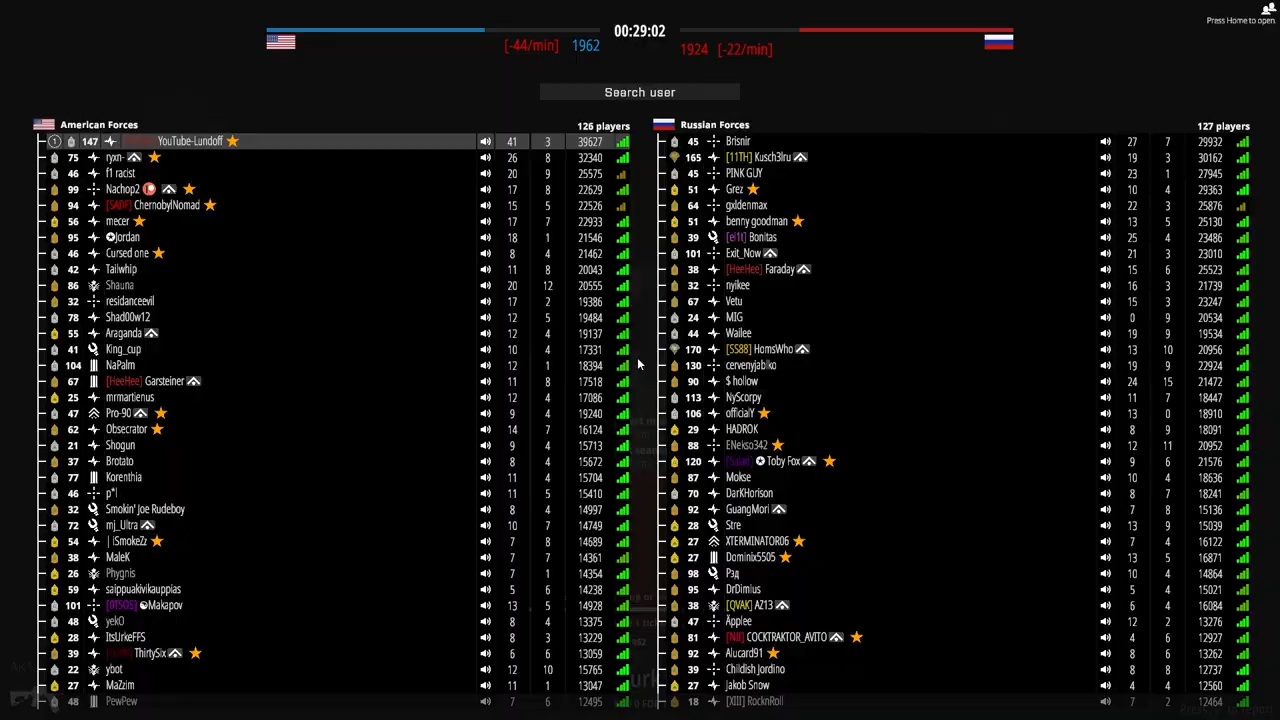 Press Home to open.
00:29:02
[-44/min] 1962
1924 [-22/min]
Search user
American Forces 126 players
1 147 YouTube-Lundoff 41 3 39627
75 ryxn- 26 8 32340
46 f1 racist 20 9 25575
99 Nachop2 17 8 22629
94 [SADF] ChernobylNomad 15 5 22526
56 mecer 17 7 22933
95 Jordan 18 1 21546
46 Cursed one 8 4 21462
42 Tailwhip 11 8 20043
86 Shauna 20 12 20555
32 residanceevil 17 2 19386
78 Shad00w12 12 5 19484
55 Araganda 12 4 19137
41 King_cup 10 4 17331
104 NaPalm 12 1 18394
67 [HeeHee] Garsteiner 11 8 17518
25 mrmartienus 12 4 17086
47 Pro-90 9 4 19240
62 Obsecrator 14 7 16124
21 Shogun 9 4 15713
37 Brotato 8 4 15672
77 Korenthia 11 4 15704
46 p*l 11 5 15410
32 Smokin' Joe Rudeboy 8 4 14997
72 mj_Ultra 10 7 14749
54 | |SmokeZz 7 8 14689
38 MaleK 7 7 14361
26 Phygnis 7 1 14354
59 saippuakivikauppias 5 6 14238
101 [0T5OS] Makapov 13 5 14928
48 yekO 8 4 13375
28 ItsUrkeFFS 8 3 13229
39 ThirtySix 6 6 13059
22 ybot 12 10 15765
27 MaZzim 11 1 13047
48 PewPew 7 6 12495
Russian Forces 127 players
45 Brisnir 27 7 29932
165 [11TH] Kusch3lru 19 3 30162
45 PINK GUY 23 1 27945
51 Grez 10 4 29363
64 gxldenmax 22 3 25876
51 benny goodman 13 5 25130
39 [el1t] Bonitas 25 4 23486
101 Exit_Now 21 3 23010
38 [HeeHee] Faraday 15 6 25523
32 nyikee 16 3 21739
67 Vetu 15 3 23247
24 MIG 0 9 20534
44 Wailee 19 9 19534
170 [SS88] HomsWho 13 10 20956
130 cervenyjablko 19 9 22924
90 $ hollow 24 15 21472
113 NyScorpy 11 7 18447
106 officialY 13 0 18910
29 HADROK 8 9 18091
88 ENekso342 12 11 20952
120 [Salad] Toby Fox 9 6 21576
87 Mokse 10 4 18636
70 DarKHorison 8 7 18241
92 GuangMori 7 8 15136
28 Stre 13 9 15039
27 XTERMINATOR06 4 6 16122
27 Dominix5505 13 5 16871
98 Рэд 10 4 14864
95 DrDimius 4 5 15021
38 [QVAK] AZ13 6 4 16084
47 Äpplee 4 4 13276
81 [NB] COCKTRAKTOR_AVITO 4 6 12927
92 Alucard91 6 8 13262
39 Childish Jordino 8 8 12737
27 Jakob Snow 4 4 12560
18 [XIII] RocknRoll 7 2 12464